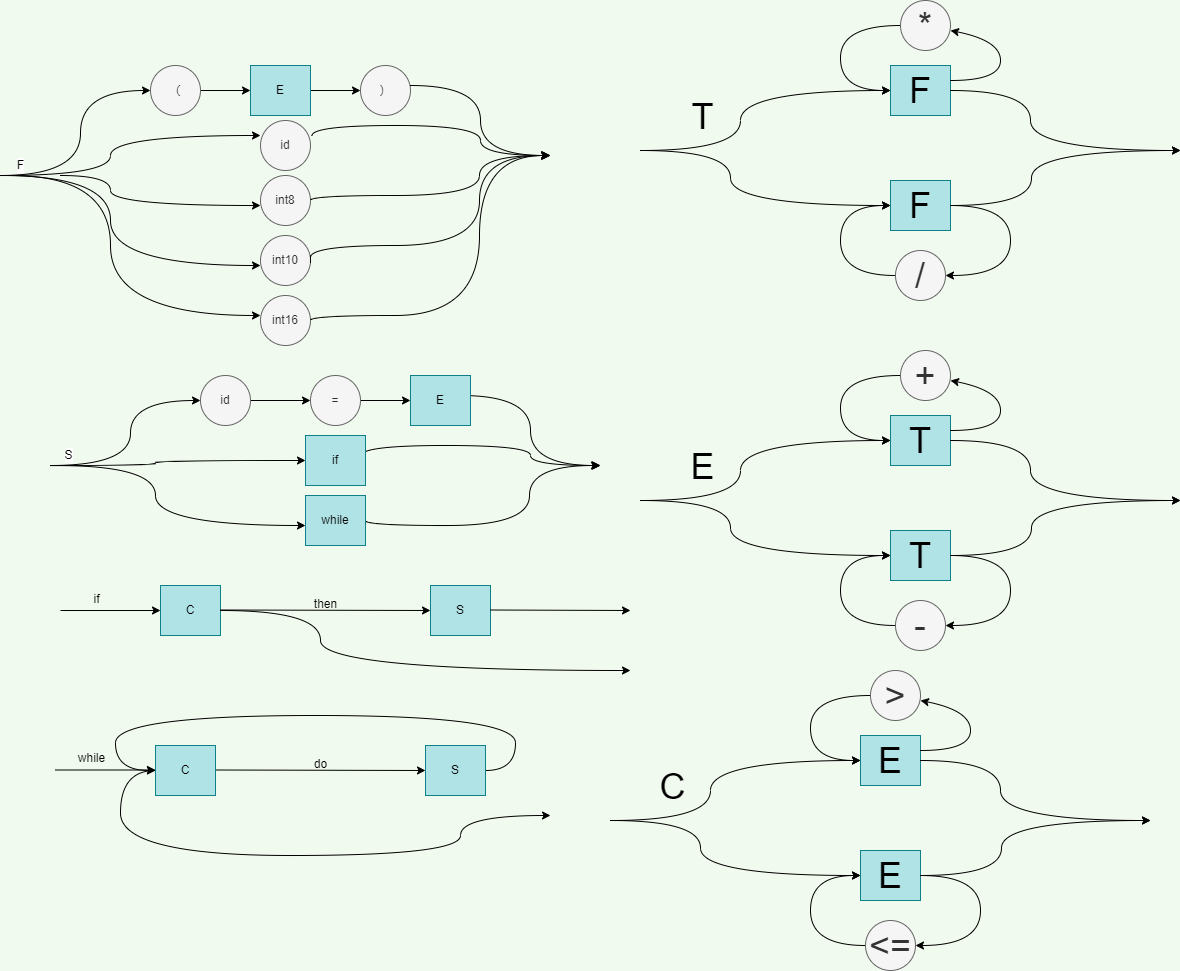 F
( E )
id
int8
int10
int16
S
id = E
if
while
if C then S
while C do S
*
T F
F
/
+
E T
T
-
>
C E
E
<=